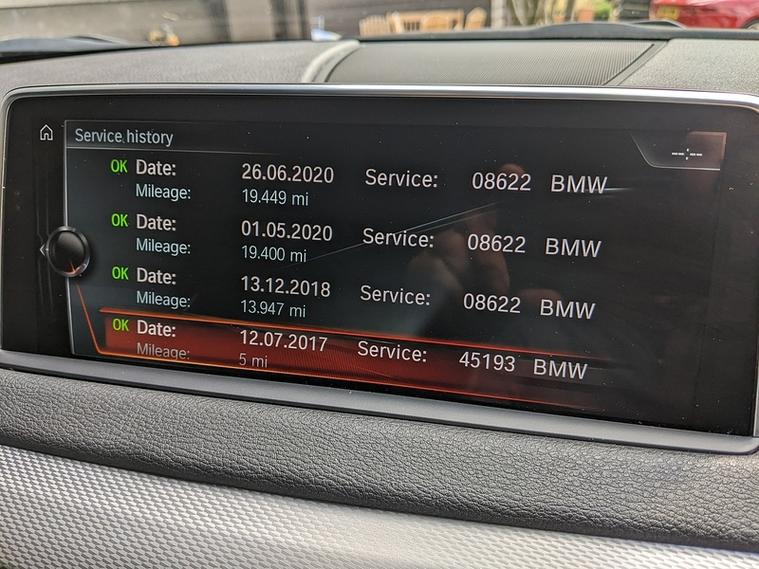 Service history
OK Date: 26.06.2020 Service: 08622 BMW
Mileage: 19.449 mi
OK Date: 01.05.2020 Service: 08622 BMW
Mileage: 19.400 mi
OK Date: 13.12.2018 Service: 08622 BMW
Mileage: 13.947 mi
OK Date: 12.07.2017 Service: 45193 BMW
Mileage: 5 mi